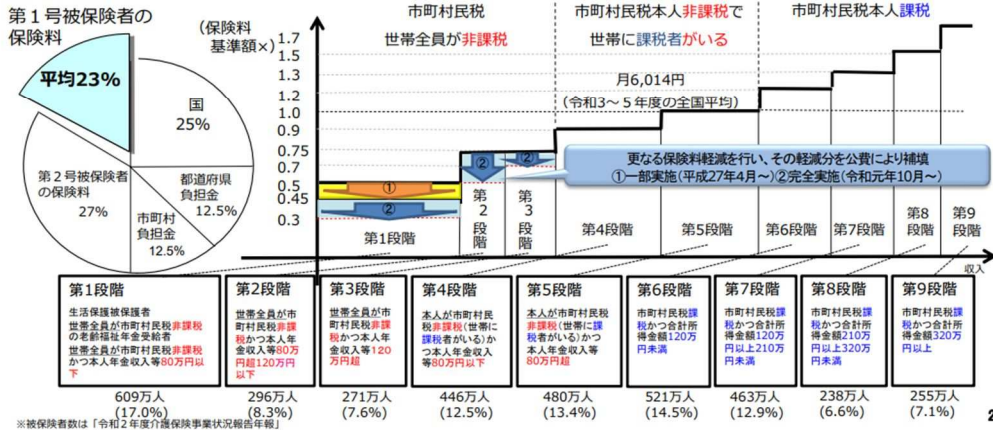 第1号被保険者の
保険料
平均23%
国
25%
都道府県
負担金
12.5%
市町村
負担金
12.5%
第2号被保険者
の保険料
27%
(保険料
基準額×)
1.7
1.5
1.3
1.2
1.0
0.9
0.7
0.5
0.45
0.3
市町村民税
世帯全員が非課税
市町村民税本人非課税で
世帯に課税者がいる
市町村民税本人課税
月6,014円
(令和3~5年度の全国平均)
更なる保険料軽減を行い、その軽減分を公費により補填
①一部実施(平成27年4月~)②完全実施(令和元年10月~)
①
②
②
②
第1段階
第2段階
第3段階
第4段階
第5段階
第6段階
第7段階
第8
段階
第9
段階
収入
第1段階
生活保護被保護者
世帯全員が市町村民税非課税
の老齢福祉年金受給者
世帯全員が市町村民税非課税
かつ本人年金収入等80万円以
下
第2段階
世帯全員が市
町村民税非課
税かつ本人年
金収入等80万
円超120万円
以下
第3段階
世帯全員が市
町村民税非課
税かつ本人年
金収入等120
万円超
第4段階
本人が市町村民
税非課税(世帯に
課税者がいる)か
つ本人年金収入
等80万円以下
第5段階
本人が市町村民税
非課税(世帯に課
税者がいる)かつ
本人年金収入等
80万円超
第6段階
市町村民税課
税かつ合計所
得金額120万
円未満
第7段階
市町村民税課
税かつ合計所
得金額120万
円以上210万
円未満
第8段階
市町村民税課
税かつ合計所
得金額210万
円以上320万
円未満
第9段階
市町村民税課
税かつ合計所
得金額320万
円以上
609万人
(17.0%)
296万人
(8.3%)
271万人
(7.6%)
446万人
(12.5%)
480万人
(13.4%)
521万人
(14.5%)
463万人
(12.9%)
238万人
(6.6%)
255万人
(7.1%)
※被保険者数は「令和2年度介護保険事業状況報告年報」
2